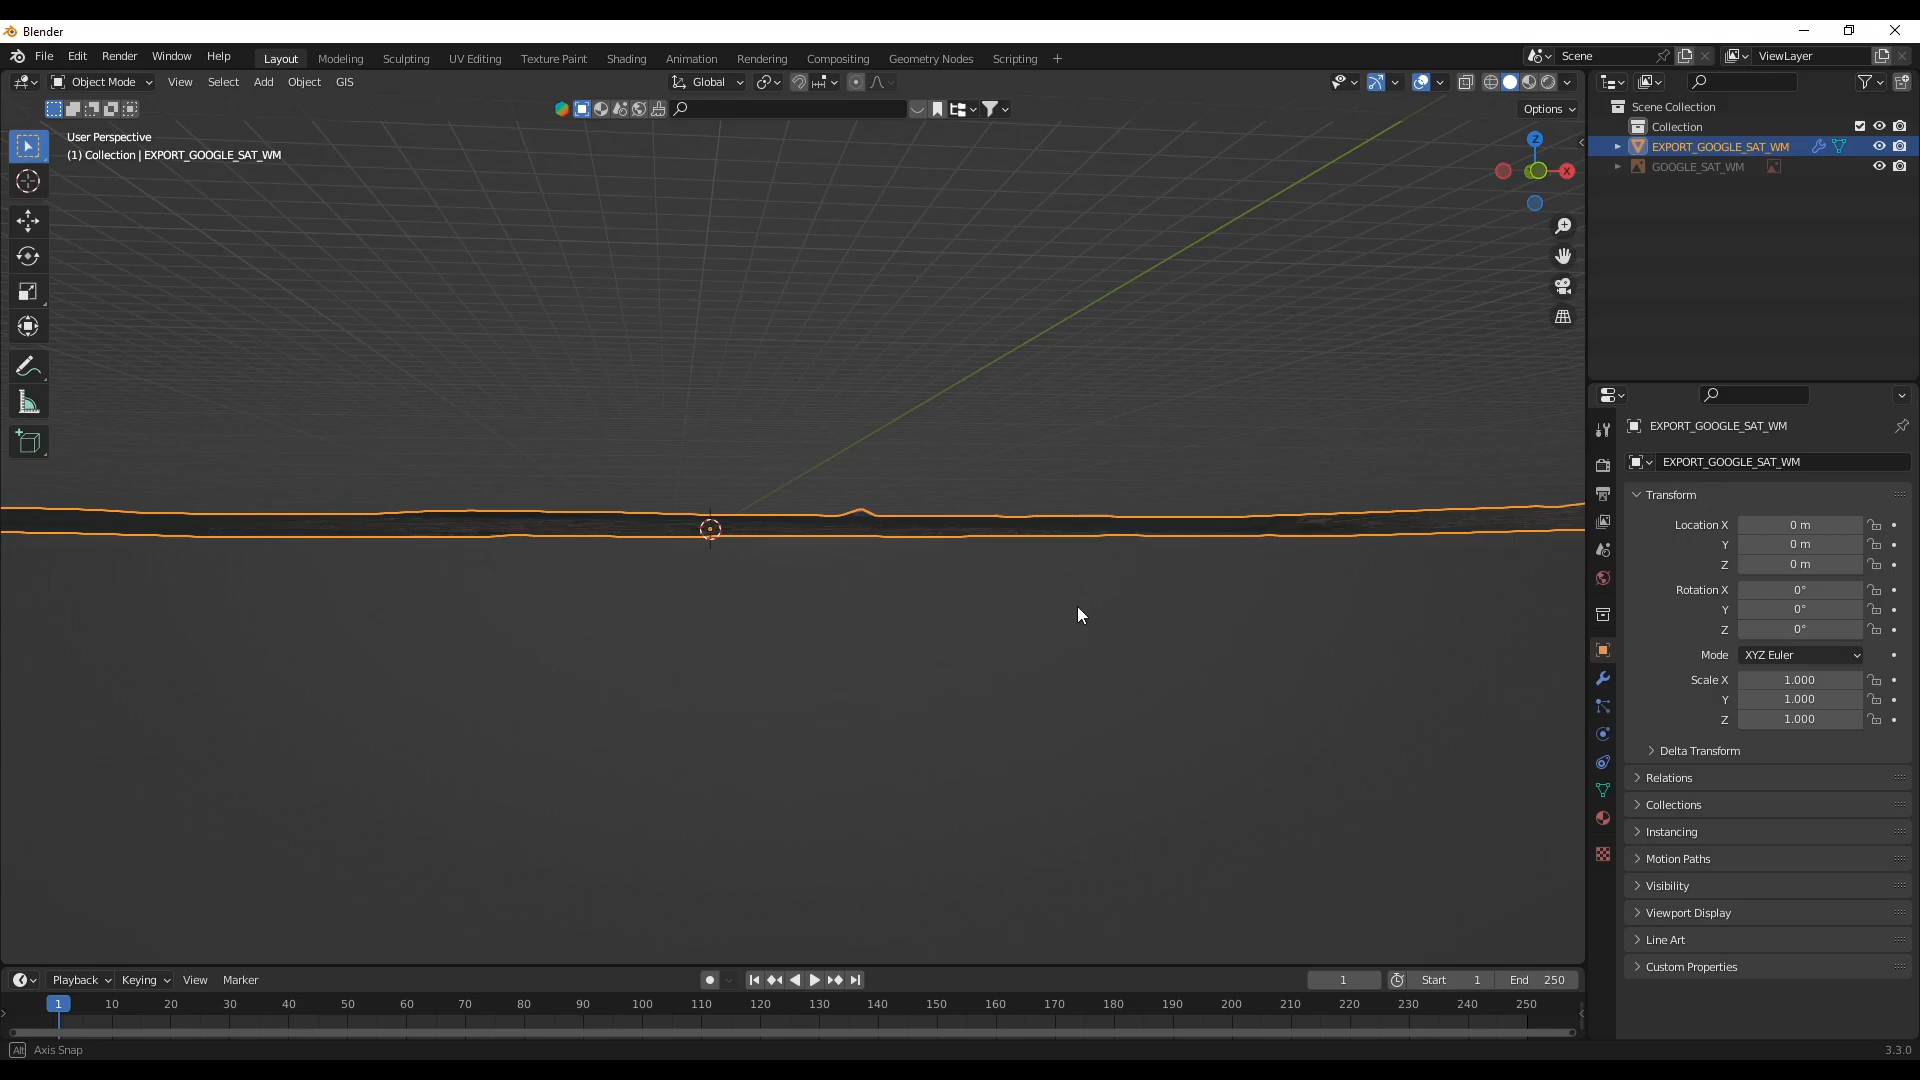 Blender
File Edit Render Window Help Layout Modeling Sculpting UV Editing Texture Paint Shading Animation Rendering Compositing Geometry Nodes Scripting + Scene ViewLayer
Object Mode View Select Add Object GIS Global
Options
User Perspective
(1) Collection | EXPORT_GOOGLE_SAT_WM
Z
X
Scene Collection
Collection
EXPORT_GOOGLE_SAT_WM
GOOGLE_SAT_WM
EXPORT_GOOGLE_SAT_WM
EXPORT_GOOGLE_SAT_WM
Transform
Location X 0 m
Y 0 m
Z 0 m
Rotation X 0°
Y 0°
Z 0°
Mode XYZ Euler
Scale X 1.000
Y 1.000
Z 1.000
Delta Transform
Relations
Collections
Instancing
Motion Paths
Visibility
Viewport Display
Line Art
Custom Properties
Playback Keying View Marker 1 Start 1 End 250
1 10 20 30 40 50 60 70 80 90 100 110 120 130 140 150 160 170 180 190 200 210 220 230 240 250
Alt Axis Snap 3.3.0